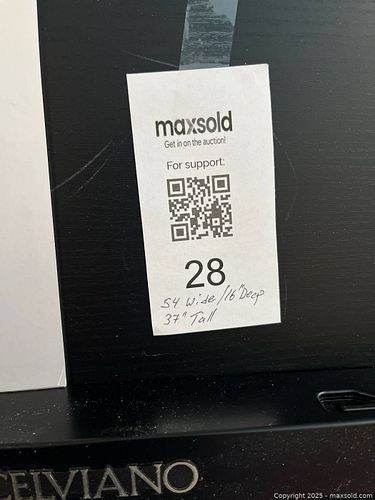 maxsold
Get in on the auction!
For support:
28
54 Wide/16" Deep
37" Tall
CELVIANO
Copyright © 2025 - maxsold.com